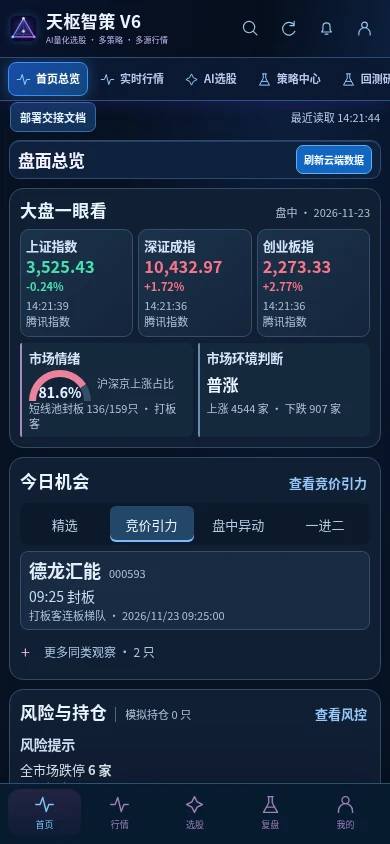 天枢智策 V6
AI量化选股 · 多策略 · 多源行情
首页总览
实时行情
AI选股
策略中心
回测研
部署交接文档
最近读取 14:21:44
盘面总览
刷新云端数据
大盘一眼看
盘中 · 2026-11-23
上证指数
3,525.43
-0.24%
14:21:39
腾讯指数
深证成指
10,432.97
+1.72%
14:21:36
腾讯指数
创业板指
2,273.33
+2.77%
14:21:36
腾讯指数
市场情绪
81.6%
沪深京上涨占比
短线池封板 136/159只 · 打板
客
市场环境判断
普涨
上涨 4544 家 · 下跌 907 家
今日机会
查看竞价引力
精选
竞价引力
盘中异动
一进二
德龙汇能 000593
09:25 封板
打板客连板梯队 · 2026/11/23 09:25:00
+ 更多同类观察 · 2 只
风险与持仓
模拟持仓 0 只
查看风控
风险提示
全市场跌停 6 家
首页
行情
选股
复盘
我的